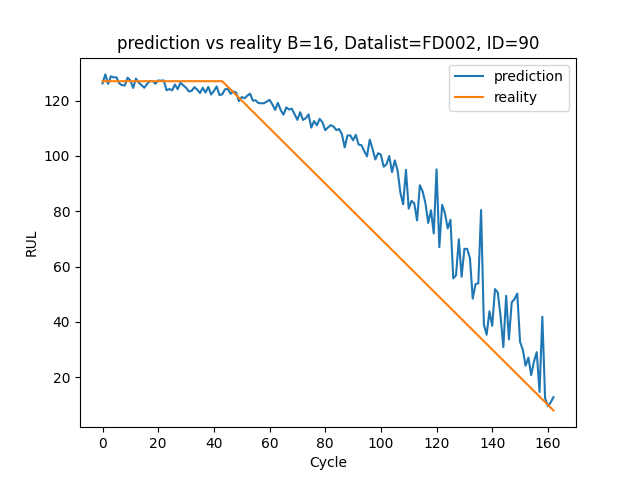 prediction vs reality B=16, Datalist=FD002, ID=90
prediction
reality
120
100
80
60
40
20
RUL
0 20 40 60 80 100 120 140 160
Cycle